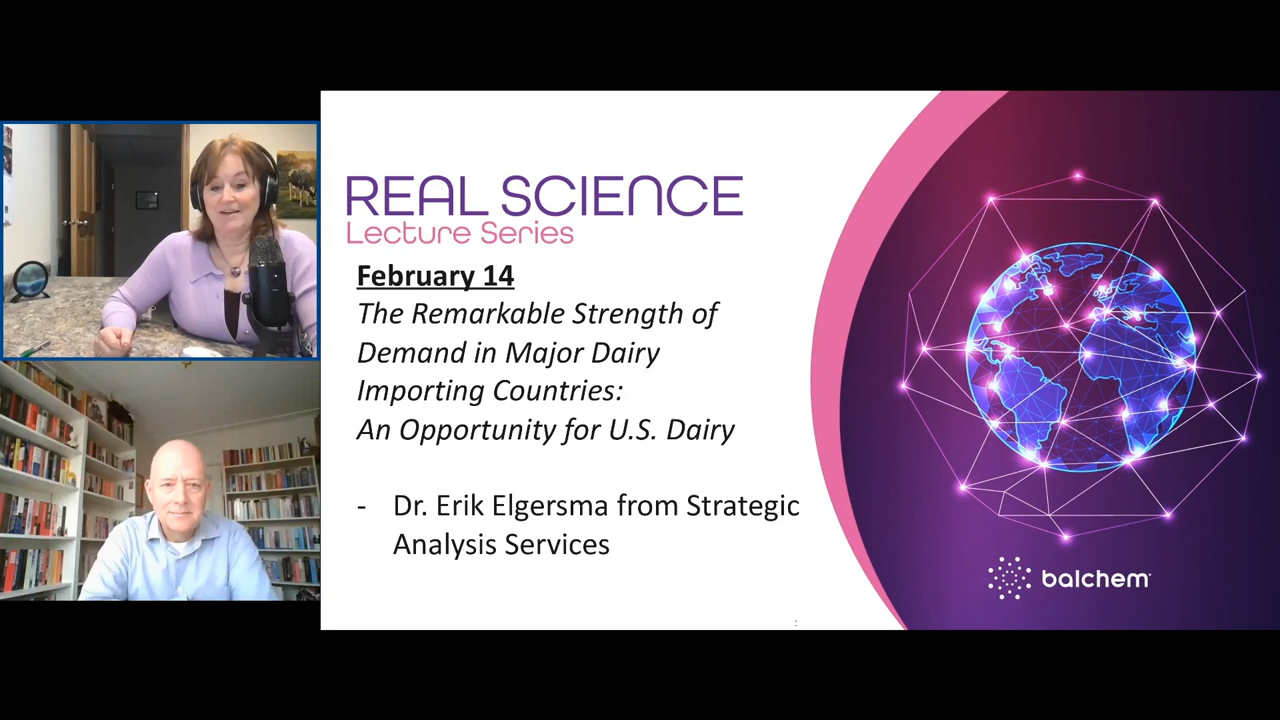 REAL SCIENCE
Lecture Series
February 14
The Remarkable Strength of
Demand in Major Dairy
Importing Countries:
An Opportunity for U.S. Dairy
- Dr. Erik Elgersma from Strategic
Analysis Services
balchem